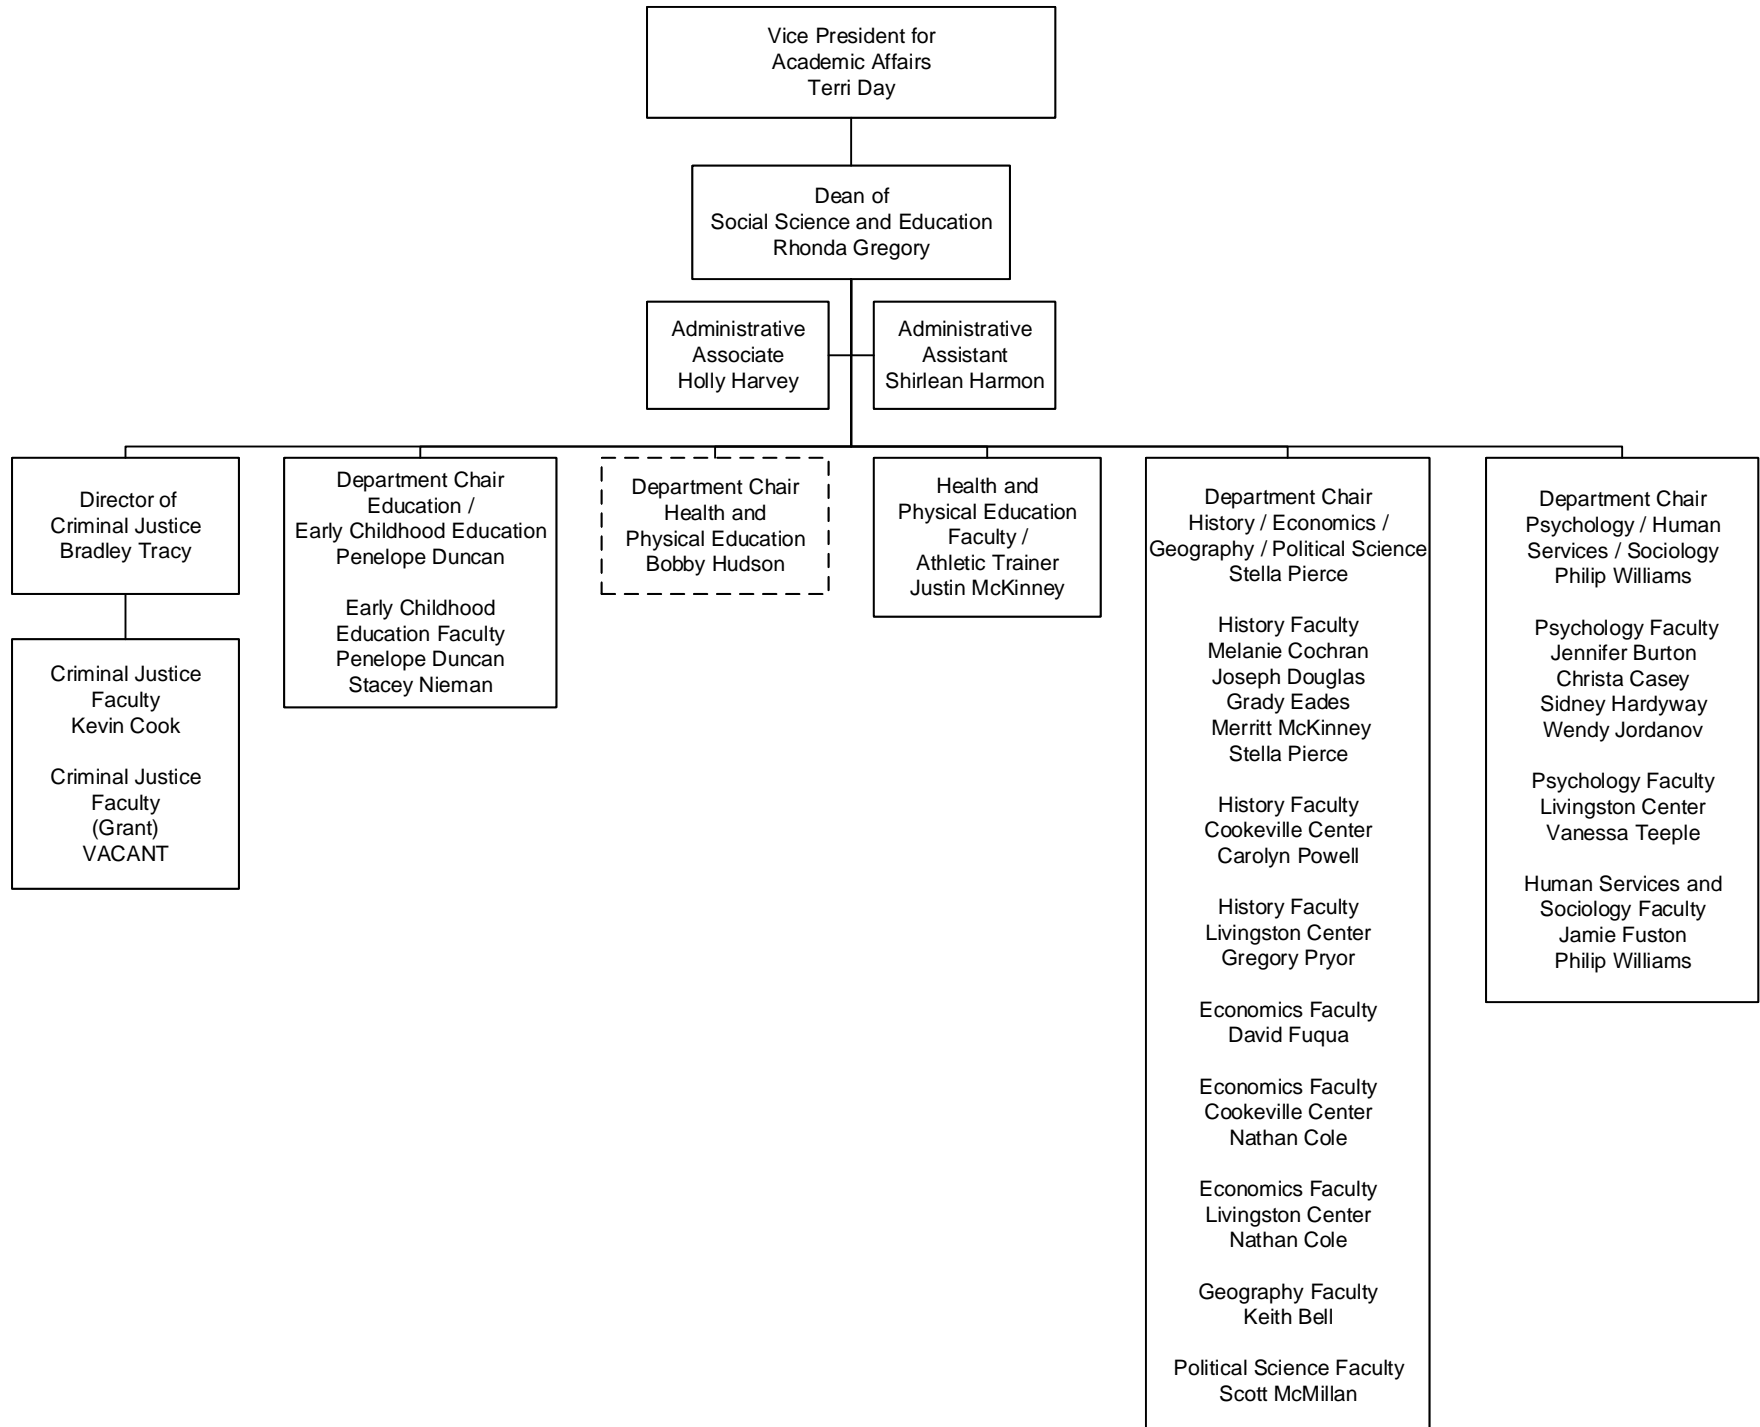 Vice President for
Academic Affairs
Terri Day
Dean of
Social Science and Education
Rhonda Gregory
Administrative
Associate
Holly Harvey
Administrative
Assistant
Shirlean Harmon
Director of
Criminal Justice
Bradley Tracy
Criminal Justice
Faculty
Kevin Cook
Criminal Justice
Faculty
(Grant)
VACANT
Department Chair
Education /
Early Childhood Education
Penelope Duncan
Early Childhood
Education Faculty
Penelope Duncan
Stacey Nieman
Department Chair
Health and
Physical Education
Bobby Hudson
Health and
Physical Education
Faculty /
Athletic Trainer
Justin McKinney
Department Chair
History / Economics /
Geography / Political Science
Stella Pierce
History Faculty
Melanie Cochran
Joseph Douglas
Grady Eades
Merritt McKinney
Stella Pierce
History Faculty
Cookeville Center
Carolyn Powell
History Faculty
Livingston Center
Gregory Pryor
Economics Faculty
David Fuqua
Economics Faculty
Cookeville Center
Nathan Cole
Economics Faculty
Livingston Center
Nathan Cole
Geography Faculty
Keith Bell
Political Science Faculty
Scott McMillan
Department Chair
Psychology / Human
Services / Sociology
Philip Williams
Psychology Faculty
Jennifer Burton
Christa Casey
Sidney Hardyway
Wendy Jordanov
Psychology Faculty
Livingston Center
Vanessa Teeple
Human Services and
Sociology Faculty
Jamie Fuston
Philip Williams